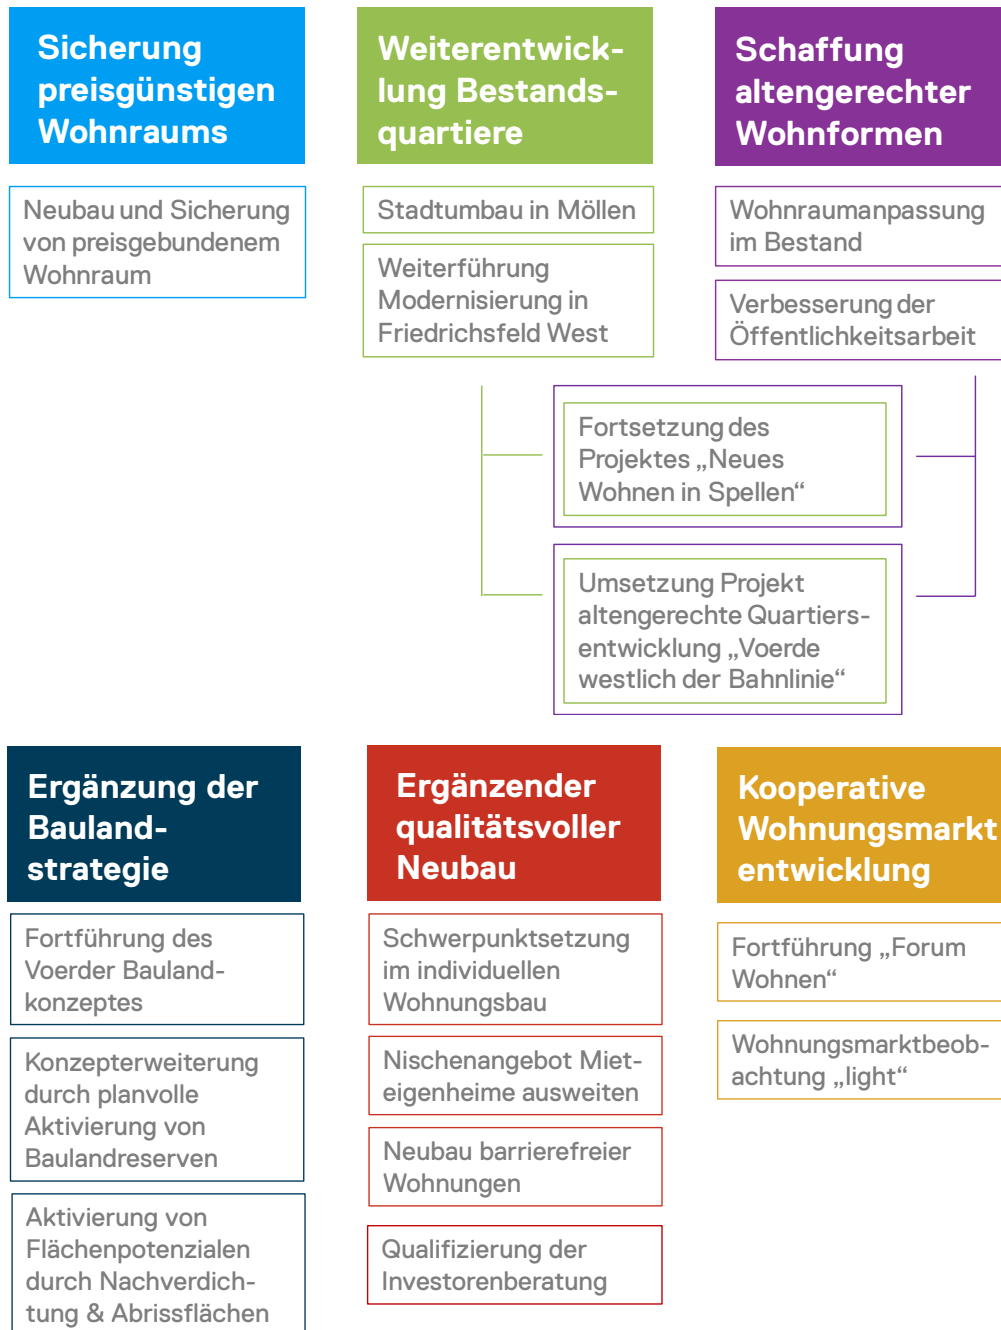 Sicherung
preisgünstigen
Wohnraums
Neubau und Sicherung
von preisgebundenem
Wohnraum
Weiterentwick-
lung Bestands-
quartiere
Stadtumbau in Möllen
Weiterführung
Modernisierung in
Friedrichsfeld West
Schaffung
altengerechter
Wohnformen
Wohnraumanpassung
im Bestand
Verbesserung der
Öffentlichkeitsarbeit
Fortsetzung des
Projektes „Neues
Wohnen in Spellen“
Umsetzung Projekt
altengerechte Quartiers-
entwicklung „Voerde
westlich der Bahnlinie“
Ergänzung der
Bauland-
strategie
Fortführung des
Voerder Bauland-
konzeptes
Konzepterweiterung
durch planvolle
Aktivierung von
Baulandreserven
Aktivierung von
Flächenpotenzialen
durch Nachverdich-
tung & Abrissflächen
Ergänzender
qualitätsvoller
Neubau
Schwerpunktsetzung
im individuellen
Wohnungsbau
Nischenangebot Miet-
eigenheime ausweiten
Neubau barrierefreier
Wohnungen
Qualifizierung der
Investorenberatung
Kooperative
Wohnungsmarkt
entwicklung
Fortführung „Forum
Wohnen“
Wohnungsmarktbeob-
achtung „light“